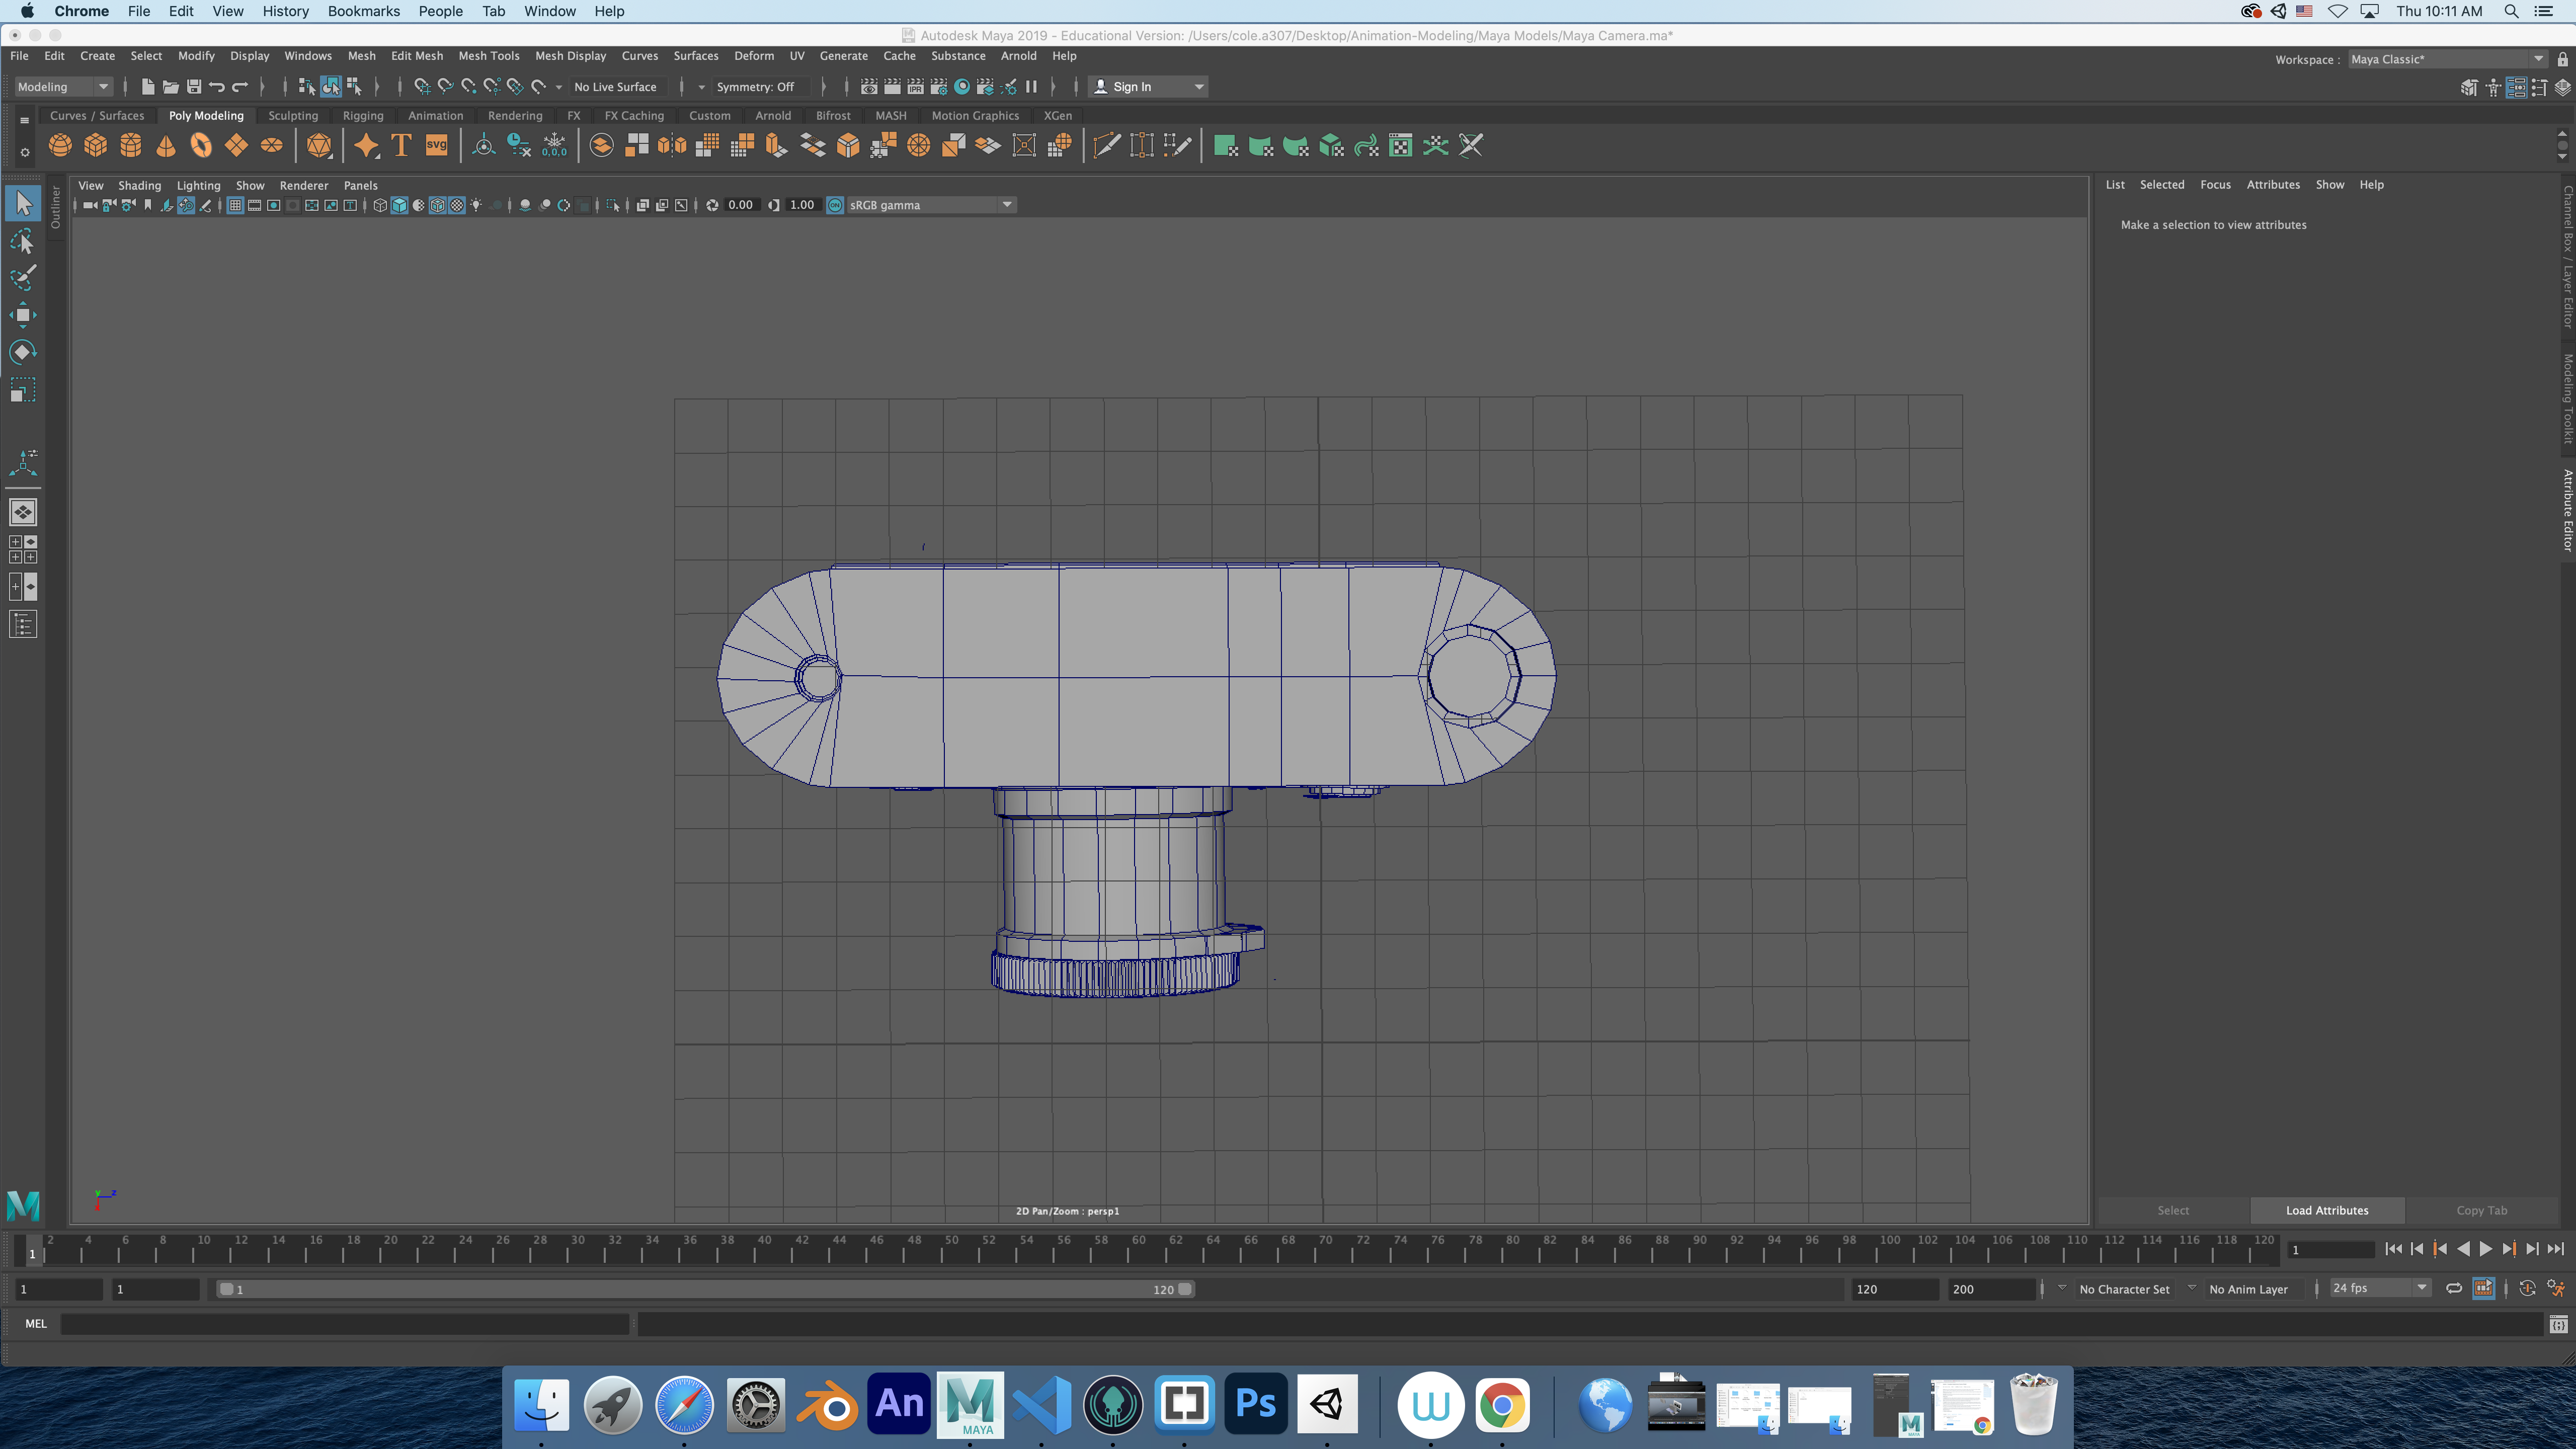 Chrome File Edit View History Bookmarks People Tab Window Help Thu 10:11 AM
Autodesk Maya 2019 - Educational Version: /Users/cole.a307/Desktop/Animation-Modeling/Maya Models/Maya Camera.ma*
File Edit Create Select Modify Display Windows Mesh Edit Mesh Mesh Tools Mesh Display Curves Surfaces Deform UV Generate Cache Substance Arnold Help Workspace : Maya Classic*
Modeling No Live Surface Symmetry: Off IPR Sign In
Curves / Surfaces Poly Modeling Sculpting Rigging Animation Rendering FX FX Caching Custom Arnold Bifrost MASH Motion Graphics XGen
T SVG 0,0,0
View Shading Lighting Show Renderer Panels
0.00 1.00 ON sRGB gamma
Outliner
List Selected Focus Attributes Show Help
Make a selection to view attributes
Channel Box / Layer Editor
Modeling Toolkit
Attribute Editor
y z
2D Pan/Zoom : persp1
Select Load Attributes Copy Tab
1 2 4 6 8 10 12 14 16 18 20 22 24 26 28 30 32 34 36 38 40 42 44 46 48 50 52 54 56 58 60 62 64 66 68 70 72 74 76 78 80 82 84 86 88 90 92 94 96 98 100 102 104 106 108 110 112 114 116 118 120 1
1 1 1 120 120 200 No Character Set No Anim Layer 24 fps
MEL
An MAYA Ps